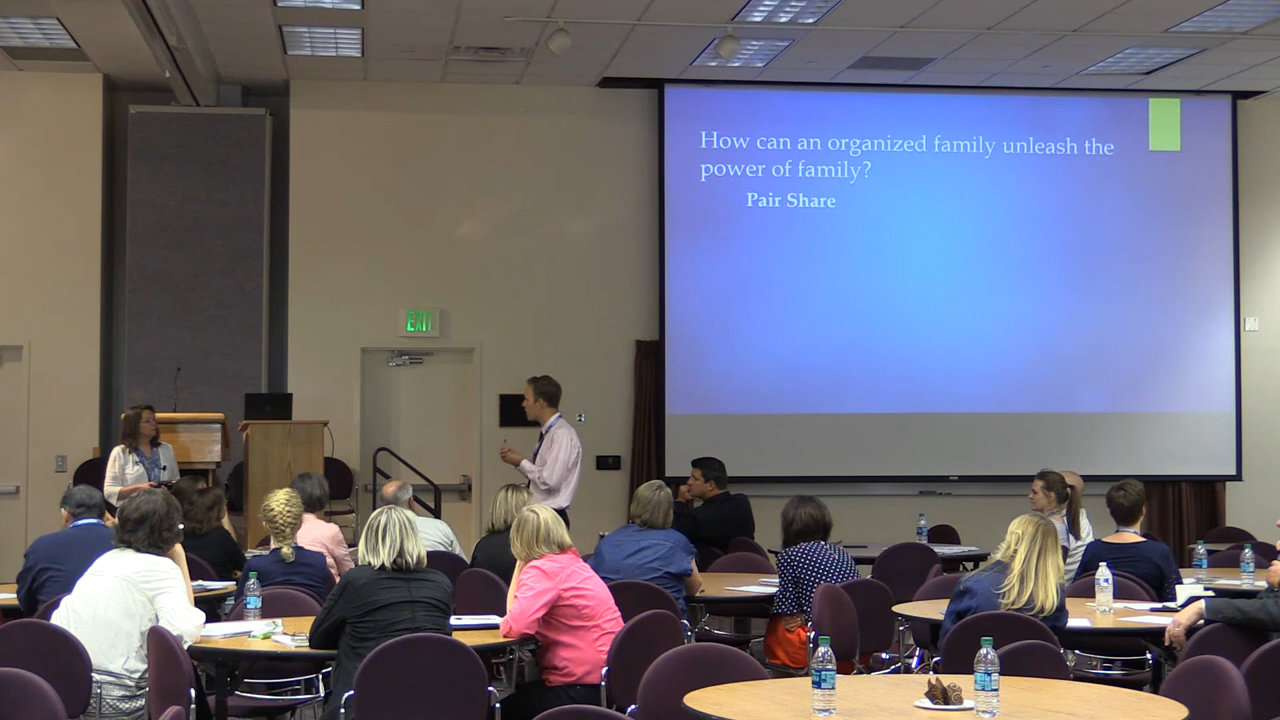 How can an organized family unleash the
power of family?
Pair Share
EXIT